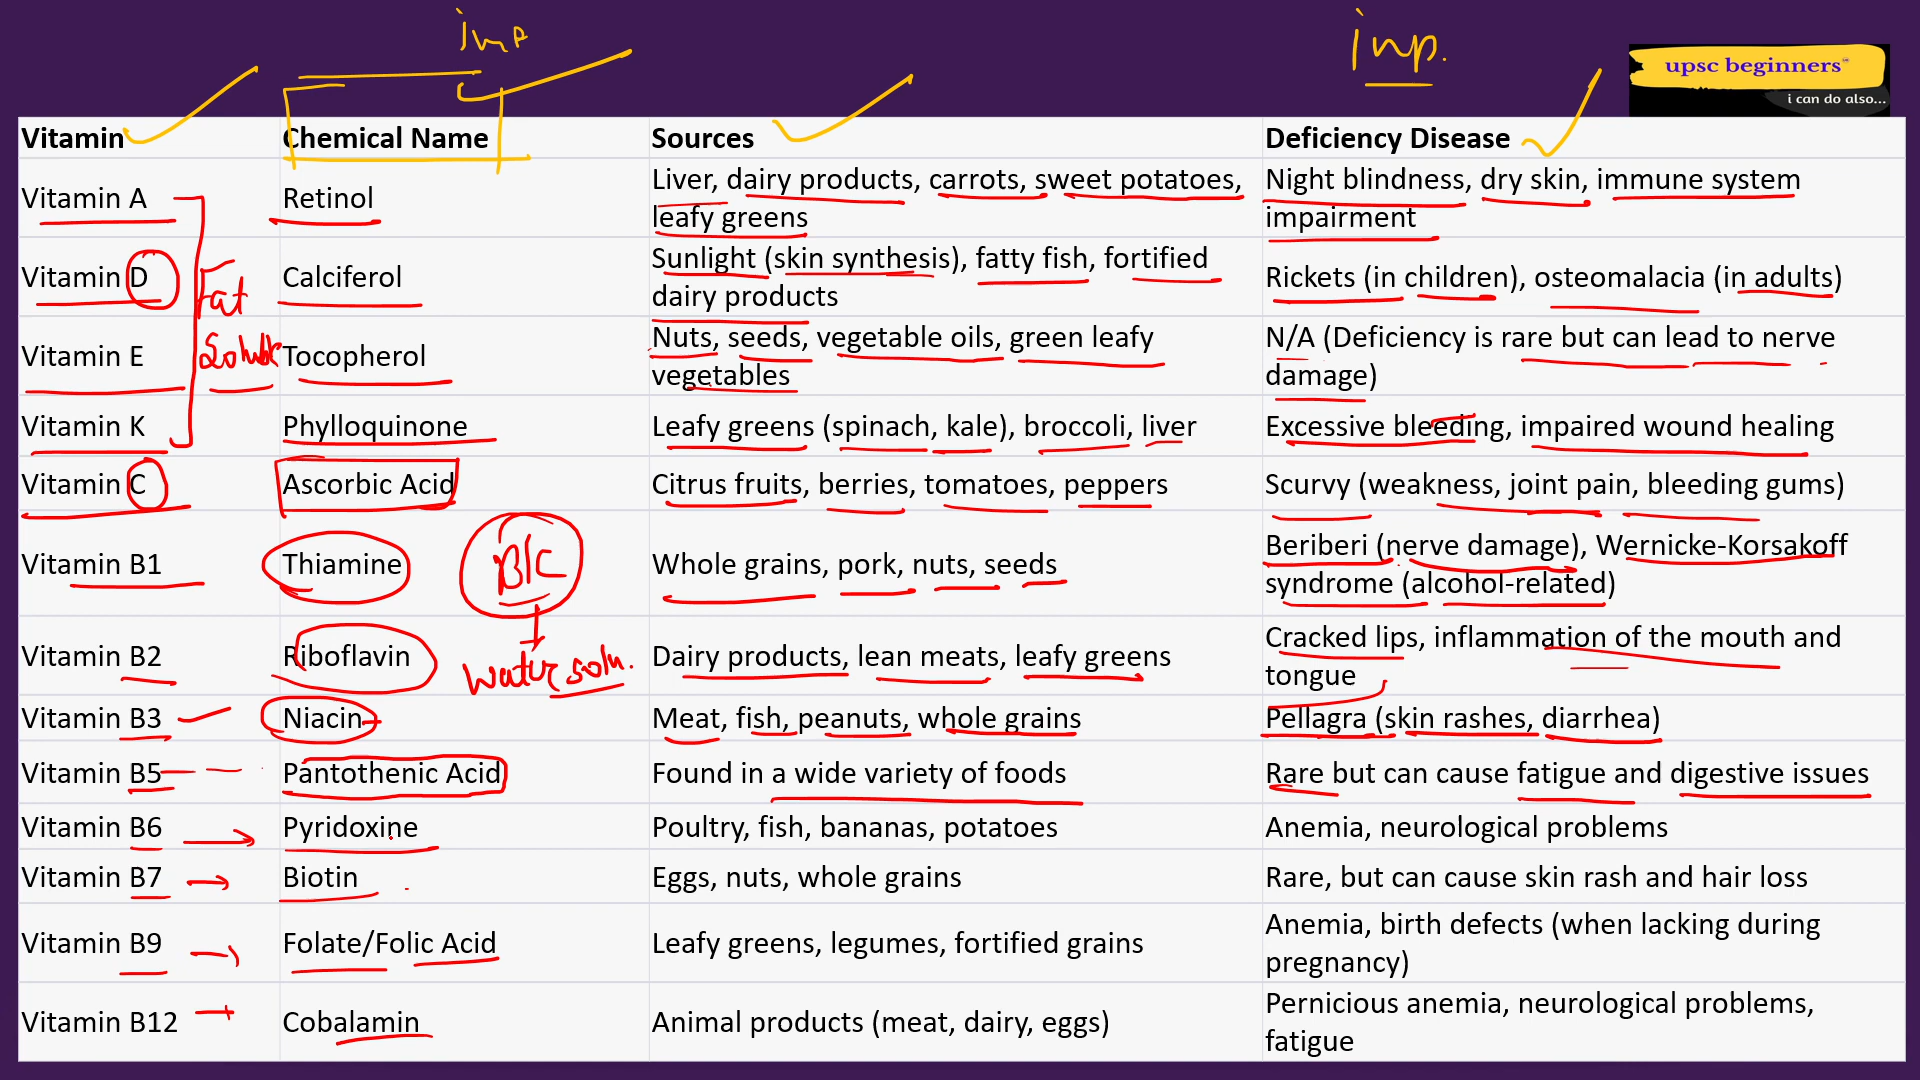 imp
imp.
upsc beginners
i can do also...
Vitamin Chemical Name Sources Deficiency Disease
Vitamin A Retinol Liver, dairy products, carrots, sweet potatoes, Night blindness, dry skin, immune system
leafy greens impairment
Vitamin D Calciferol Sunlight (skin synthesis), fatty fish, fortified Rickets (in children), osteomalacia (in adults)
dairy products
Fat
Soluble
Vitamin E Tocopherol Nuts, seeds, vegetable oils, green leafy N/A (Deficiency is rare but can lead to nerve
vegetables damage)
Vitamin K Phylloquinone Leafy greens (spinach, kale), broccoli, liver Excessive bleeding, impaired wound healing
Vitamin C Ascorbic Acid Citrus fruits, berries, tomatoes, peppers Scurvy (weakness, joint pain, bleeding gums)
Vitamin B1 Thiamine B/C Whole grains, pork, nuts, seeds Beriberi (nerve damage), Wernicke-Korsakoff
syndrome (alcohol-related)
Vitamin B2 Riboflavin Water soln. Dairy products, lean meats, leafy greens Cracked lips, inflammation of the mouth and
tongue
Vitamin B3 Niacin Meat, fish, peanuts, whole grains Pellagra (skin rashes, diarrhea)
Vitamin B5 Pantothenic Acid Found in a wide variety of foods Rare but can cause fatigue and digestive issues
Vitamin B6 Pyridoxine Poultry, fish, bananas, potatoes Anemia, neurological problems
Vitamin B7 Biotin Eggs, nuts, whole grains Rare, but can cause skin rash and hair loss
Vitamin B9 Folate/Folic Acid Leafy greens, legumes, fortified grains Anemia, birth defects (when lacking during
pregnancy)
Vitamin B12 Cobalamin Animal products (meat, dairy, eggs) Pernicious anemia, neurological problems,
fatigue